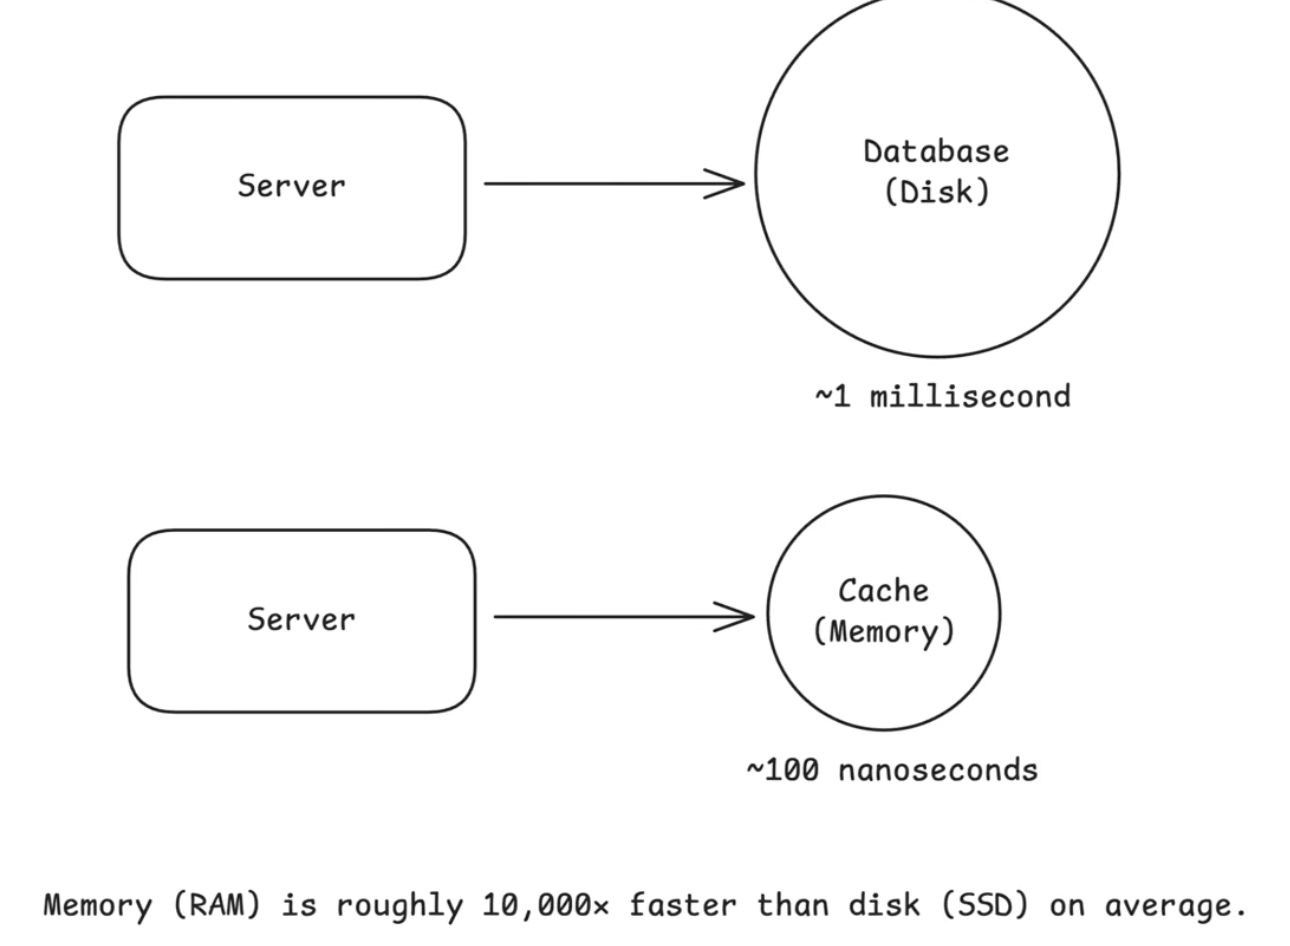 Server
Database
(Disk)
~1 millisecond
Server
Cache
(Memory)
~100 nanoseconds
Memory (RAM) is roughly 10,000× faster than disk (SSD) on average.